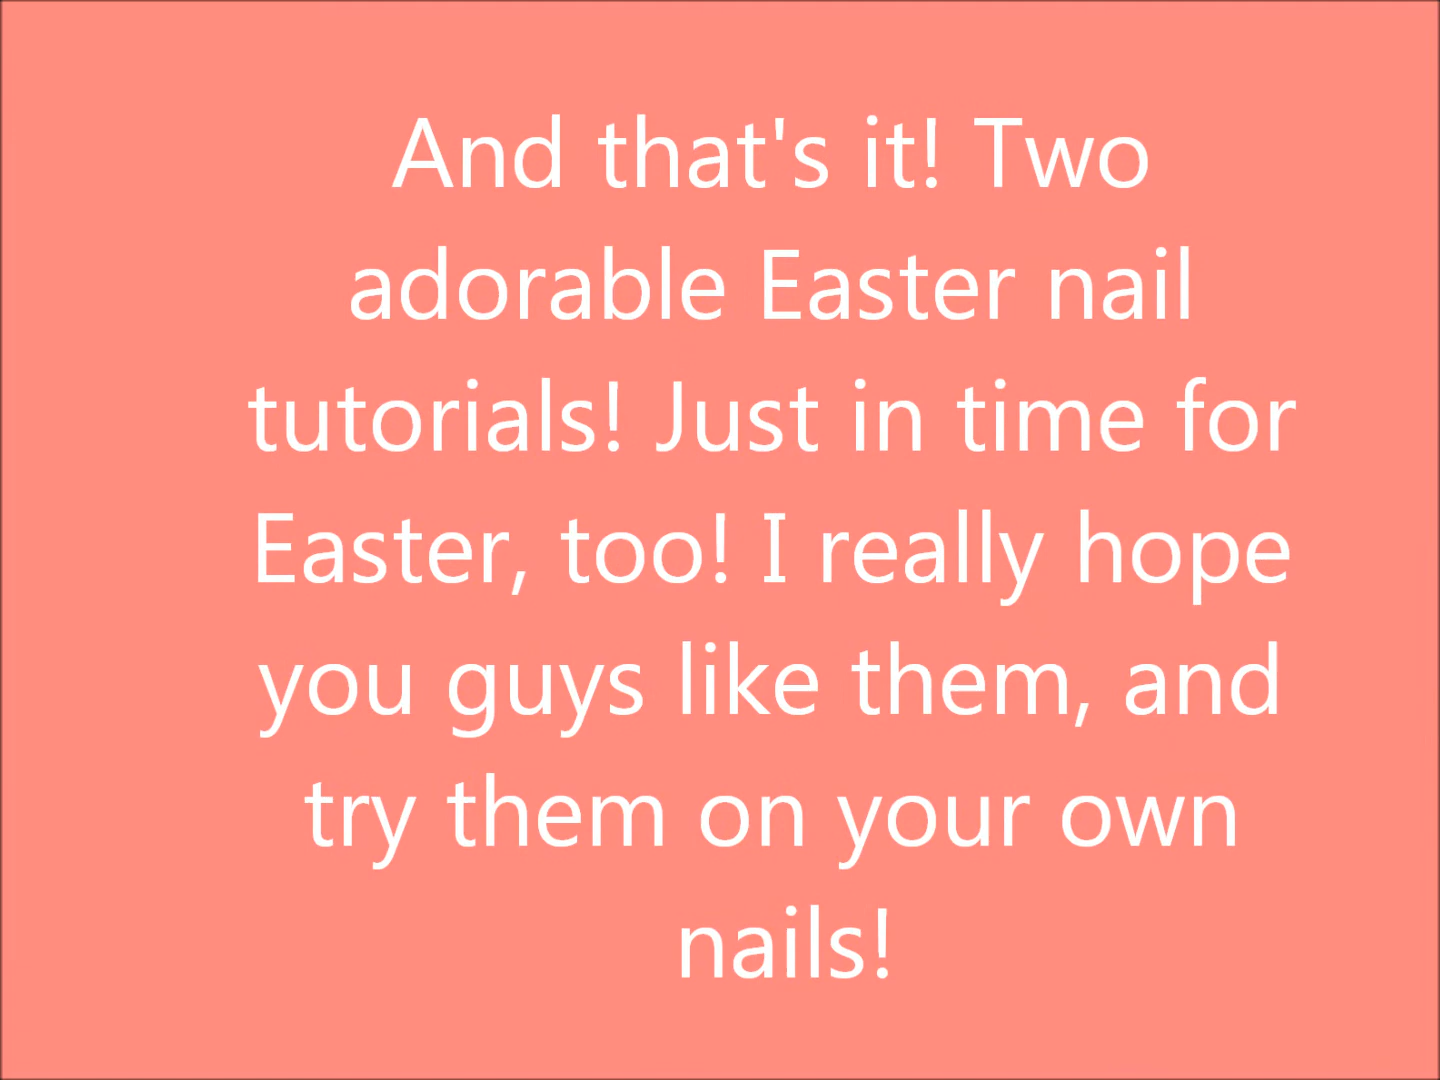 And that's it! Two
adorable Easter nail
tutorials! Just in time for
Easter, too! I really hope
you guys like them, and
try them on your own
nails!